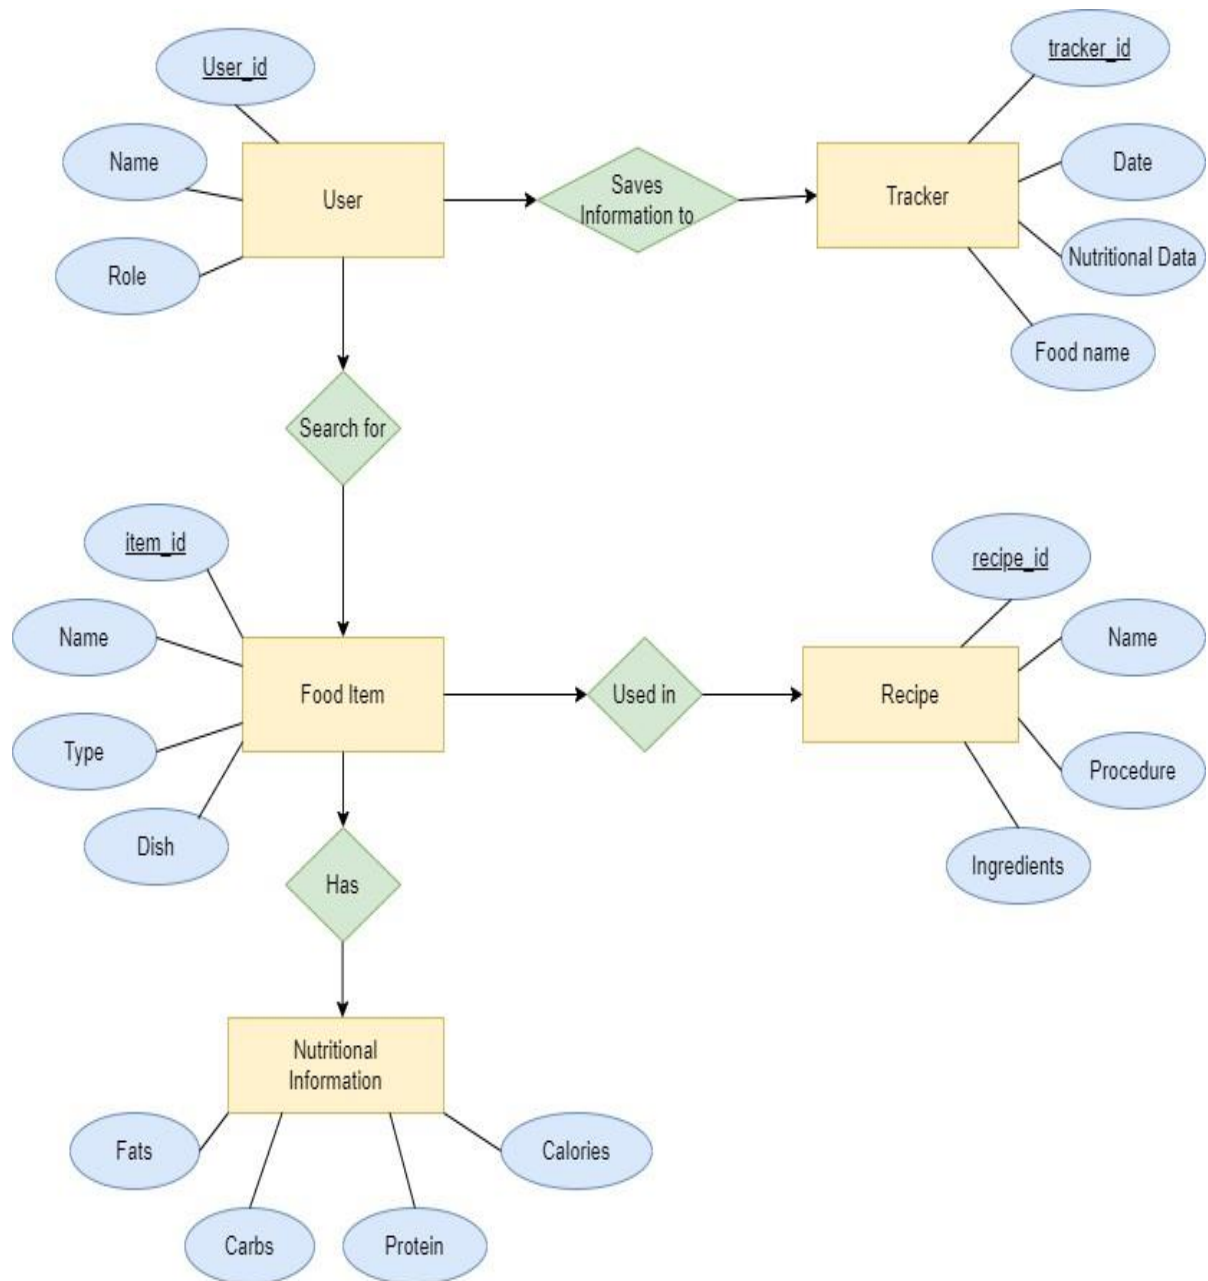 User_id
tracker_id
Name
Date
User
Saves
Information to
Tracker
Nutritional Data
Role
Food name
Search for
item_id
recipe_id
Name
Name
Food Item
Used in
Recipe
Type
Procedure
Dish
Ingredients
Has
Nutritional
Information
Fats
Calories
Carbs
Protein